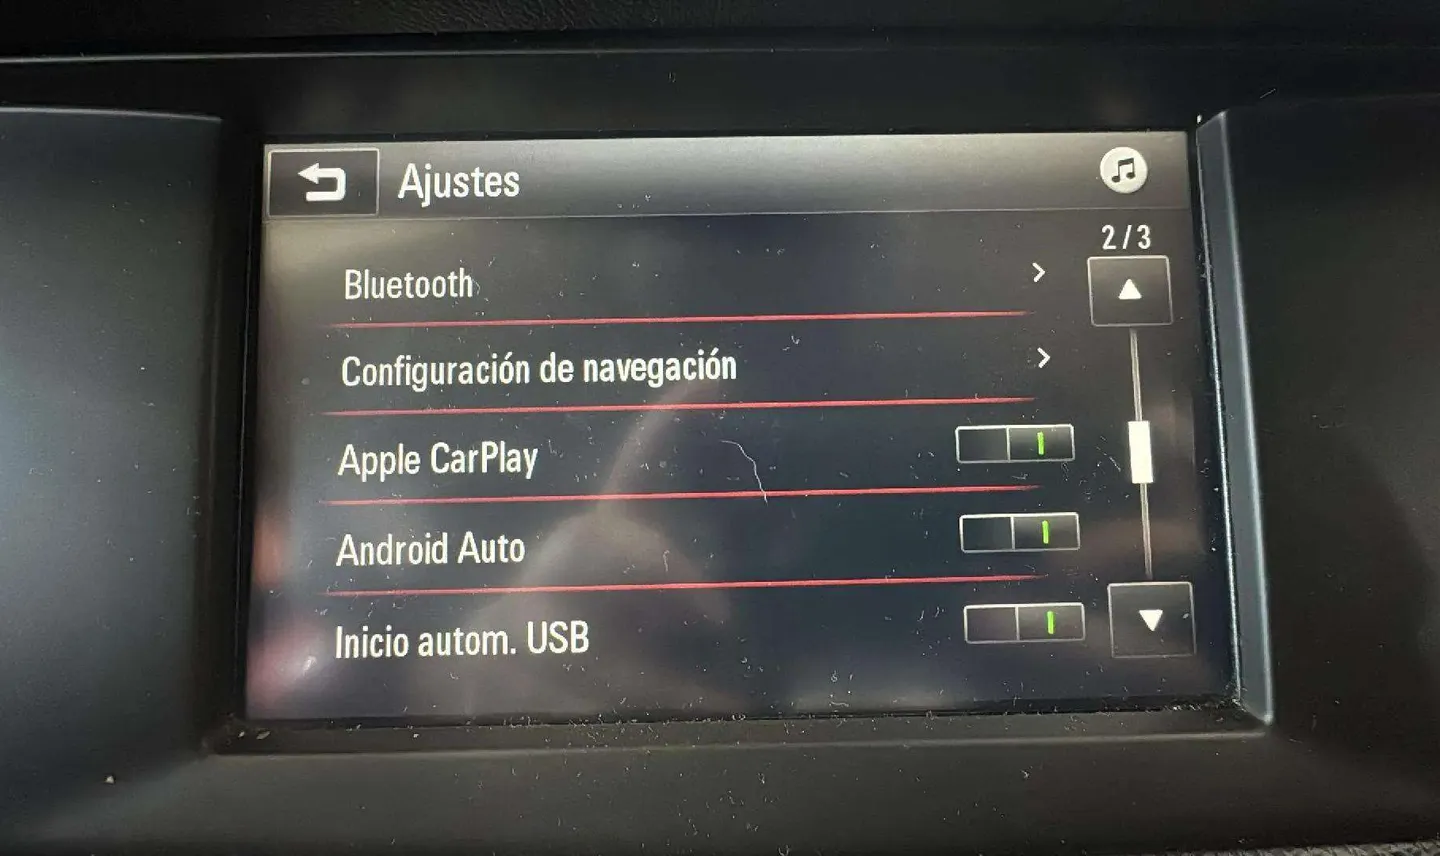 Ajustes
2/3
Bluetooth
Configuración de navegación
Apple CarPlay
Android Auto
Inicio autom. USB